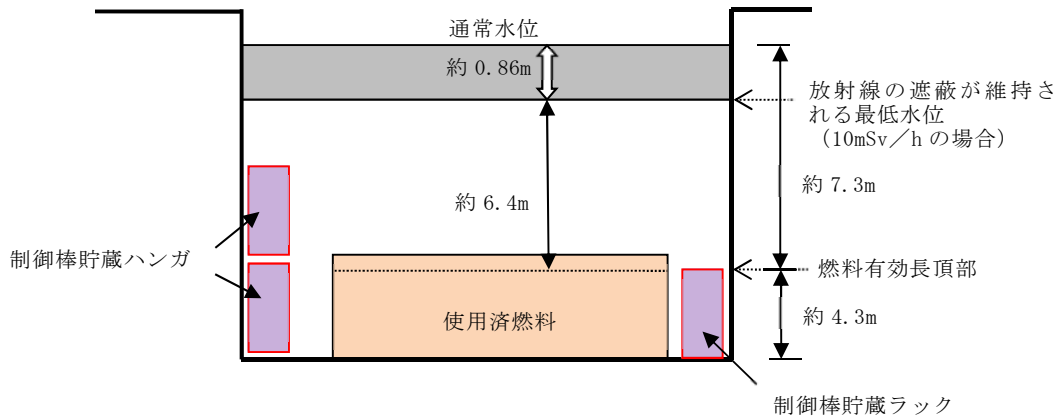 通常水位
約 0.86m
放射線の遮蔽が維持さ
れる最低水位
（10mSv／h の場合）
約 7.3m
約 6.4m
制御棒貯蔵ハンガ
燃料有効長頂部
使用済燃料
約 4.3m
制御棒貯蔵ラック